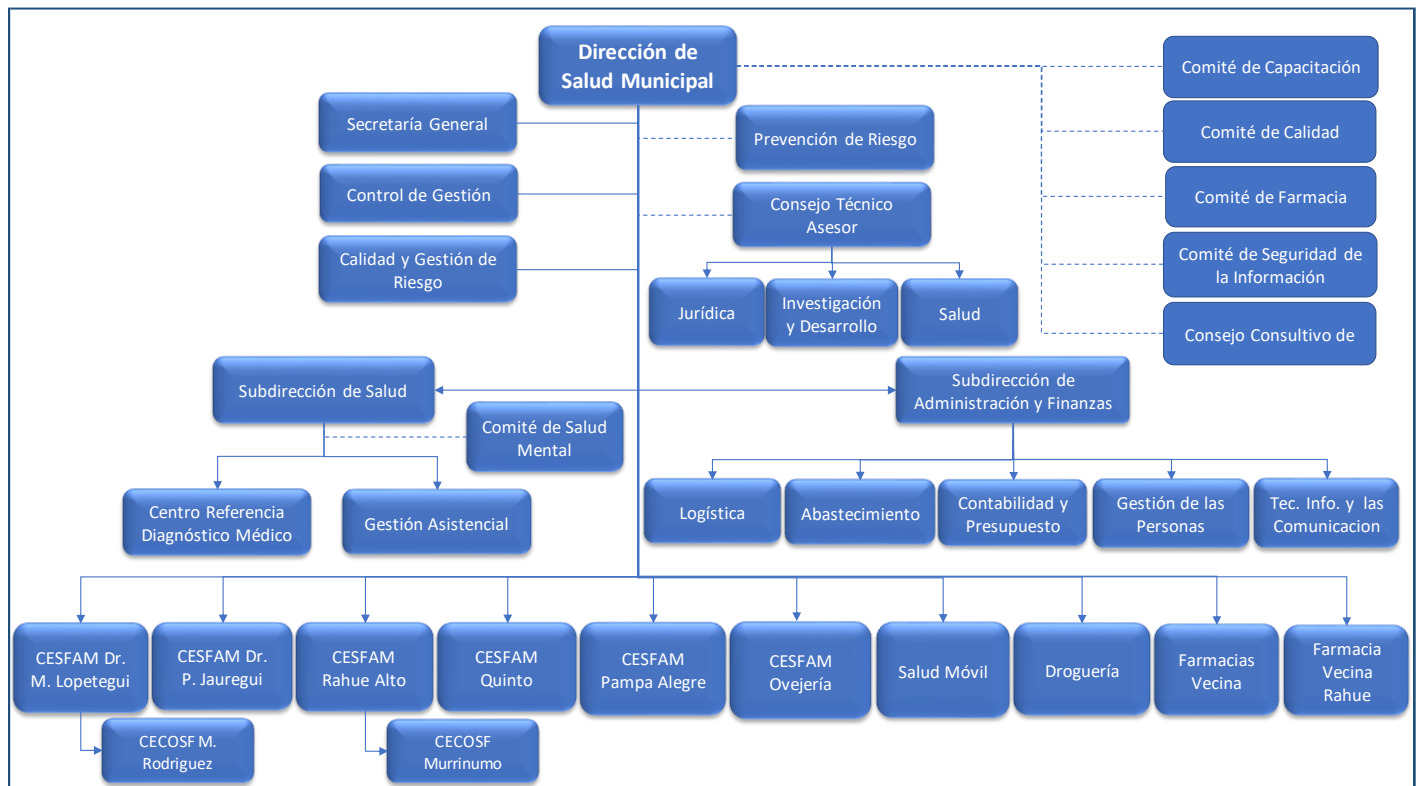 Dirección de
Salud Municipal
Comité de Capacitación
Secretaría General
Comité de Calidad
Prevención de Riesgo
Control de Gestión
Comité de Farmacia
Consejo Técnico
Asesor
Calidad y Gestión de
Riesgo
Comité de Seguridad de
la Información
Jurídica
Investigación
y Desarrollo
Salud
Consejo Consultivo de
Subdirección de Salud
Subdirección de
Administración y Finanzas
Comité de Salud
Mental
Centro Referencia
Diagnóstico Médico
Gestión Asistencial
Logística
Abastecimiento
Contabilidad y
Presupuesto
Gestión de las
Personas
Tec. Info. y las
Comunicacion
CESFAM Dr.
M. Lopetegui
CESFAM Dr.
P. Jauregui
CESFAM
Rahue Alto
CESFAM
Quinto
CESFAM
Pampa Alegre
CESFAM
Ovejería
Salud Móvil
Droguería
Farmacias
Vecina
Farmacia
Vecina
Rahue
CECOSF M.
Rodriguez
CECOSF
Murrinumo